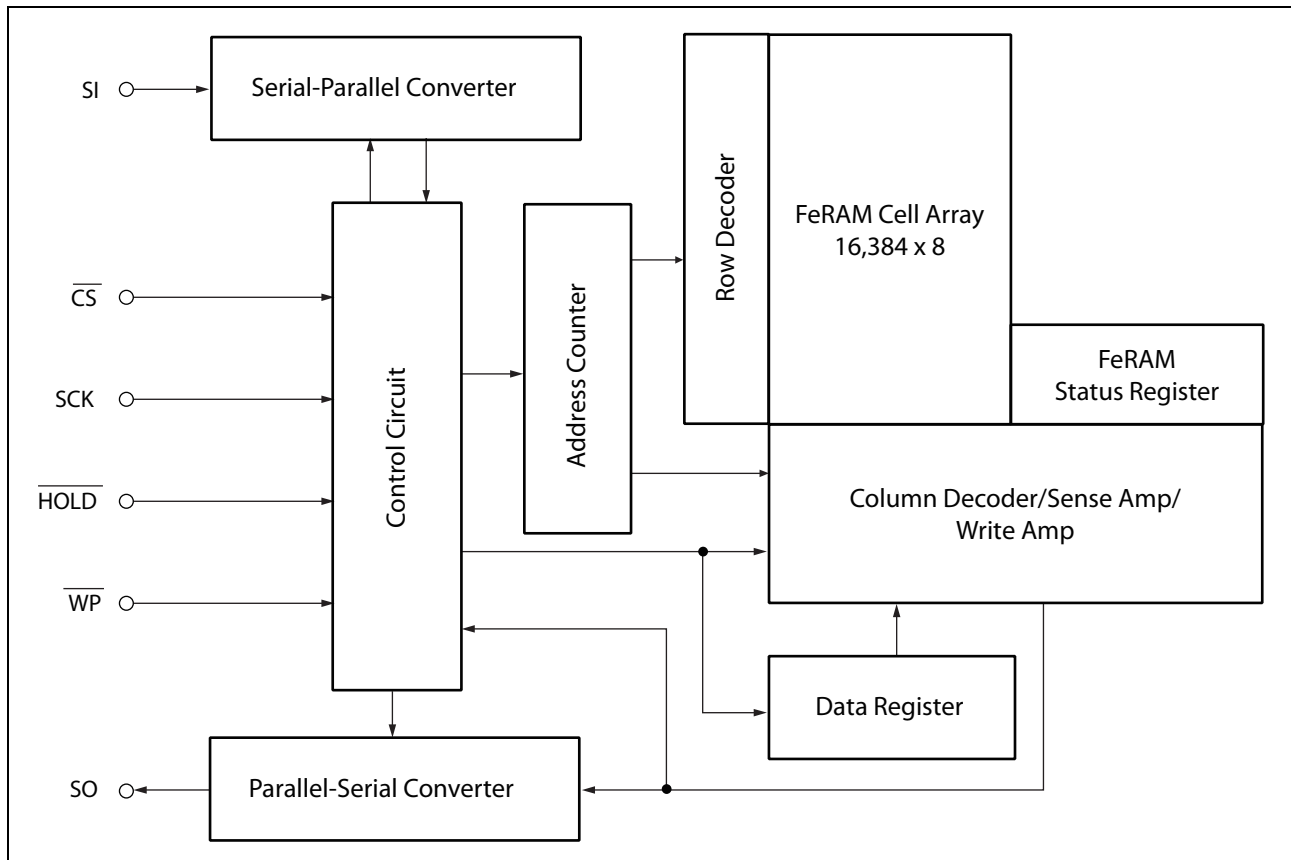 Serial-Parallel Converter
SI
Row Decoder
FeRAM Cell Array
16,384 x 8
CS
SCK
HOLD
WP
Control Circuit
Address Counter
FeRAM
Status Register
Column Decoder/Sense Amp/
Write Amp
Data Register
SO
Parallel-Serial Converter